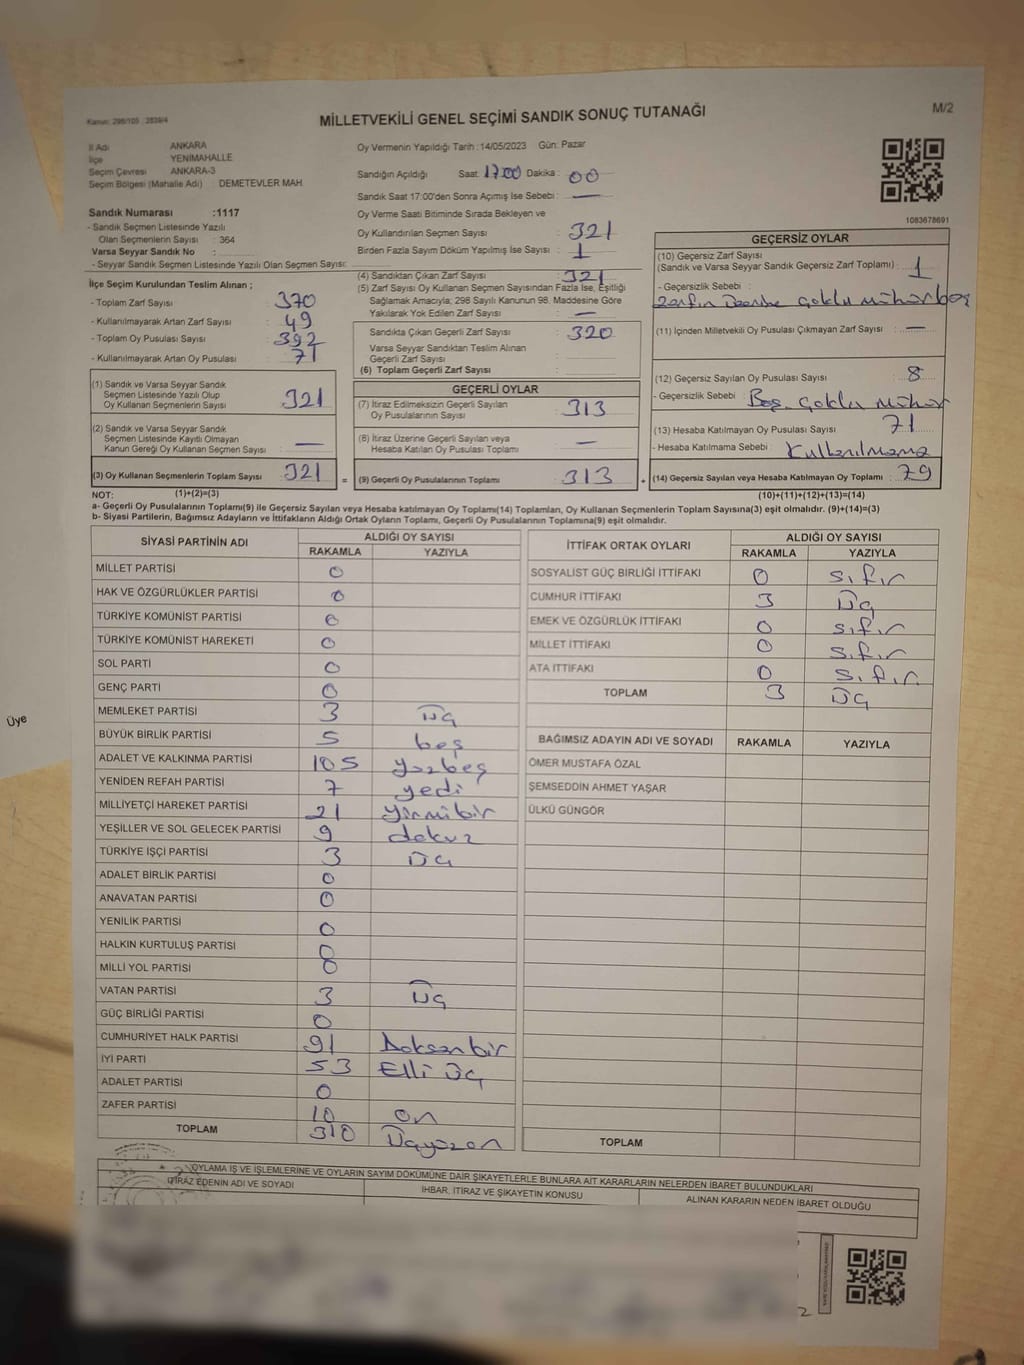 Kanun: 298/105 : 2839/4
MİLLETVEKİLİ GENEL SEÇİMİ SANDIK SONUÇ TUTANAĞI
M/2
İl Adı ANKARA
İlçe YENİMAHALLE
Seçim Çevresi ANKARA-3
Seçim Bölgesi (Mahalle Adı) : DEMETEVLER MAH.
Sandık Numarası :1117
- Sandık Seçmen Listesinde Yazılı
Olan Seçmenlerin Sayısı : 364
Varsa Seyyar Sandık No :
- Seyyar Sandık Seçmen Listesinde Yazılı Olan Seçmen Sayısı:
İlçe Seçim Kurulundan Teslim Alınan ;
- Toplam Zarf Sayısı : 370
- Kullanılmayarak Artan Zarf Sayısı : 49
- Toplam Oy Pusulası Sayısı : 392
- Kullanılmayarak Artan Oy Pusulası : 71
(1) Sandık ve Varsa Seyyar Sandık
Seçmen Listesinde Yazılı Olup
Oy Kullanan Seçmenlerin Sayısı : 321
(2) Sandık ve Varsa Seyyar Sandık
Seçmen Listesinde Kayıtlı Olmayan
Kanun Gereği Oy Kullanan Seçmen Sayısı : —
(3) Oy Kullanan Seçmenlerin Toplam Sayısı : 321
Oy Vermenin Yapıldığı Tarih :14/05/2023 Gün: Pazar
Sandığın Açıldığı Saat: 17.00 Dakika : 00
Sandık Saat 17:00'den Sonra Açılmış İse Sebebi : —
Oy Verme Saati Bitiminde Sırada Bekleyen ve
Oy Kullandırılan Seçmen Sayısı : 321
Birden Fazla Sayım Döküm Yapılmış İse Sayısı : 1
(4) Sandıktan Çıkan Zarf Sayısı : 321
(5) Zarf Sayısı Oy Kullanan Seçmen Sayısından Fazla İse, Eşitliği
Sağlamak Amacıyla; 298 Sayılı Kanunun 98. Maddesine Göre
Yakılarak Yok Edilen Zarf Sayısı : —
Sandıkta Çıkan Geçerli Zarf Sayısı : 320
Varsa Seyyar Sandıktan Teslim Alınan
Geçerli Zarf Sayısı :
(6) Toplam Geçerli Zarf Sayısı :
GEÇERLİ OYLAR
(7) İtiraz Edilmeksizin Geçerli Sayılan
Oy Pusulalarının Sayısı : 313
(8) İtiraz Üzerine Geçerli Sayılan veya
Hesaba Katılan Oy Pusulası Toplamı : —
= (9) Geçerli Oy Pusulalarının Toplamı : 313
1083678691
GEÇERSİZ OYLAR
(10) Geçersiz Zarf Sayısı
(Sandık ve Varsa Seyyar Sandık Geçersiz Zarf Toplamı) : 1
- Geçersizlik Sebebi :
(11) İçinden Milletvekili Oy Pusulası Çıkmayan Zarf Sayısı : —
(12) Geçersiz Sayılan Oy Pusulası Sayısı : 8
- Geçersizlik Sebebi : Boş. Çoklu mühür
(13) Hesaba Katılmayan Oy Pusulası Sayısı : 71
- Hesaba Katılmama Sebebi : Kullanılmama
+ (14) Geçersiz Sayılan veya Hesaba Katılmayan Oy Toplamı : 79
NOT: (1)+(2)=(3) (10)+(11)+(12)+(13)=(14)
a- Geçerli Oy Pusulalarının Toplamı(9) ile Geçersiz Sayılan veya Hesaba katılmayan Oy Toplamı(14) Toplamları, Oy Kullanan Seçmenlerin Toplam Sayısına(3) eşit olmalıdır. (9)+(14)=(3)
b- Siyasi Partilerin, Bağımsız Adayların ve İttifakların Aldığı Ortak Oyların Toplamı, Geçerli Oy Pusulalarının Toplamına(9) eşit olmalıdır.
SİYASİ PARTİNİN ADI ALDIĞI OY SAYISI
RAKAMLA YAZIYLA
MİLLET PARTİSİ 0
HAK VE ÖZGÜRLÜKLER PARTİSİ 0
TÜRKİYE KOMÜNİST PARTİSİ 0
TÜRKİYE KOMÜNİST HAREKETİ 0
SOL PARTİ 0
GENÇ PARTİ 0
MEMLEKET PARTİSİ 3 Üç
BÜYÜK BİRLİK PARTİSİ 5 beş
ADALET VE KALKINMA PARTİSİ 105 yüzbeş
YENİDEN REFAH PARTİSİ 7 yedi
MİLLİYETÇİ HAREKET PARTİSİ 21 yirmibir
YEŞİLLER VE SOL GELECEK PARTİSİ 9 dokuz
TÜRKİYE İŞÇİ PARTİSİ 3 Üç
ADALET BİRLİK PARTİSİ 0
ANAVATAN PARTİSİ 0
YENİLİK PARTİSİ 0
HALKIN KURTULUŞ PARTİSİ 0
MİLLİ YOL PARTİSİ 0
VATAN PARTİSİ 3 Üç
GÜÇ BİRLİĞİ PARTİSİ 0
CUMHURİYET HALK PARTİSİ 91 Doksanbir
İYİ PARTİ 53 Elli üç
ADALET PARTİSİ 0
ZAFER PARTİSİ 10 on
TOPLAM 310 Üçyüzon
İTTİFAK ORTAK OYLARI ALDIĞI OY SAYISI
RAKAMLA YAZIYLA
SOSYALİST GÜÇ BİRLİĞİ İTTİFAKI 0 sıfır
CUMHUR İTTİFAKI 3 Üç
EMEK VE ÖZGÜRLÜK İTTİFAKI 0 sıfır
MİLLET İTTİFAKI 0 sıfır
ATA İTTİFAKI 0 sıfır
TOPLAM 3 Üç
BAĞIMSIZ ADAYIN ADI VE SOYADI RAKAMLA YAZIYLA
ÖMER MUSTAFA ÖZAL
ŞEMSEDDİN AHMET YAŞAR
ÜLKÜ GÜNGÖR
TOPLAM
OYLAMA İŞ VE İŞLEMLERİNE VE OYLARIN SAYIM DÖKÜMÜNE DAİR ŞİKAYETLERLE BUNLARA AİT KARARLARIN NELERDEN İBARET BULUNDUKLARI
İTİRAZ EDENİN ADI VE SOYADI İHBAR, İTİRAZ VE ŞİKAYETİN KONUSU ALINAN KARARIN NEDEN İBARET OLDUĞU
Üye